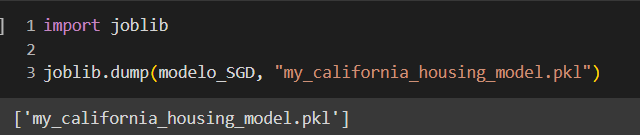 ] 1 import joblib
2
3 joblib.dump(modelo_SGD, "my_california_housing_model.pkl")
['my_california_housing_model.pkl']